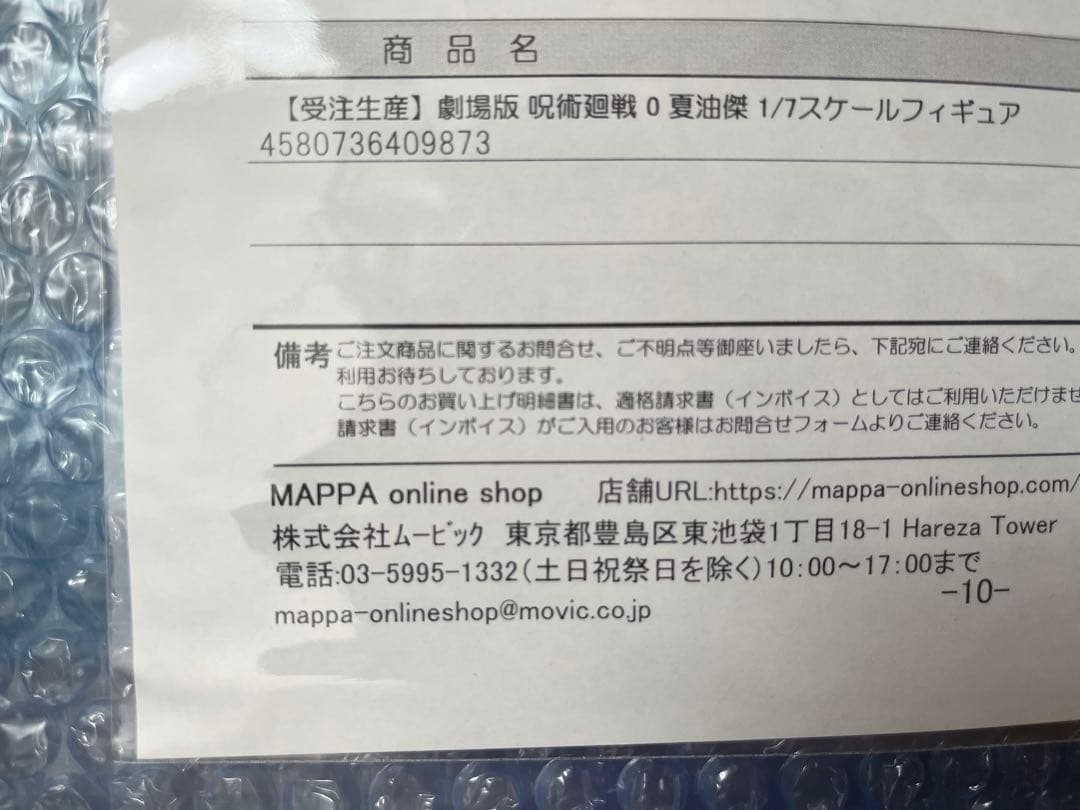 商品名
【受注生産】劇場版 呪術廻戦 0 夏油傑 1/7スケールフィギュア
4580736409873
備考
ご注文商品に関するお問合せ、ご不明点等御座いましたら、下記宛にご連絡ください。
利用お待ちしております。
こちらのお買い上げ明細書は、適格請求書（インボイス）としてはご利用いただけませ
請求書（インボイス）がご入用のお客様はお問合せフォームよりご連絡ください。
MAPPA online shop 店舗URL:https://mappa-onlineshop.com/
株式会社ムービック 東京都豊島区東池袋1丁目18-1 Hareza Tower
電話:03-5995-1332(土日祝祭日を除く)10:00～17:00まで
-10-
mappa-onlineshop@movic.co.jp